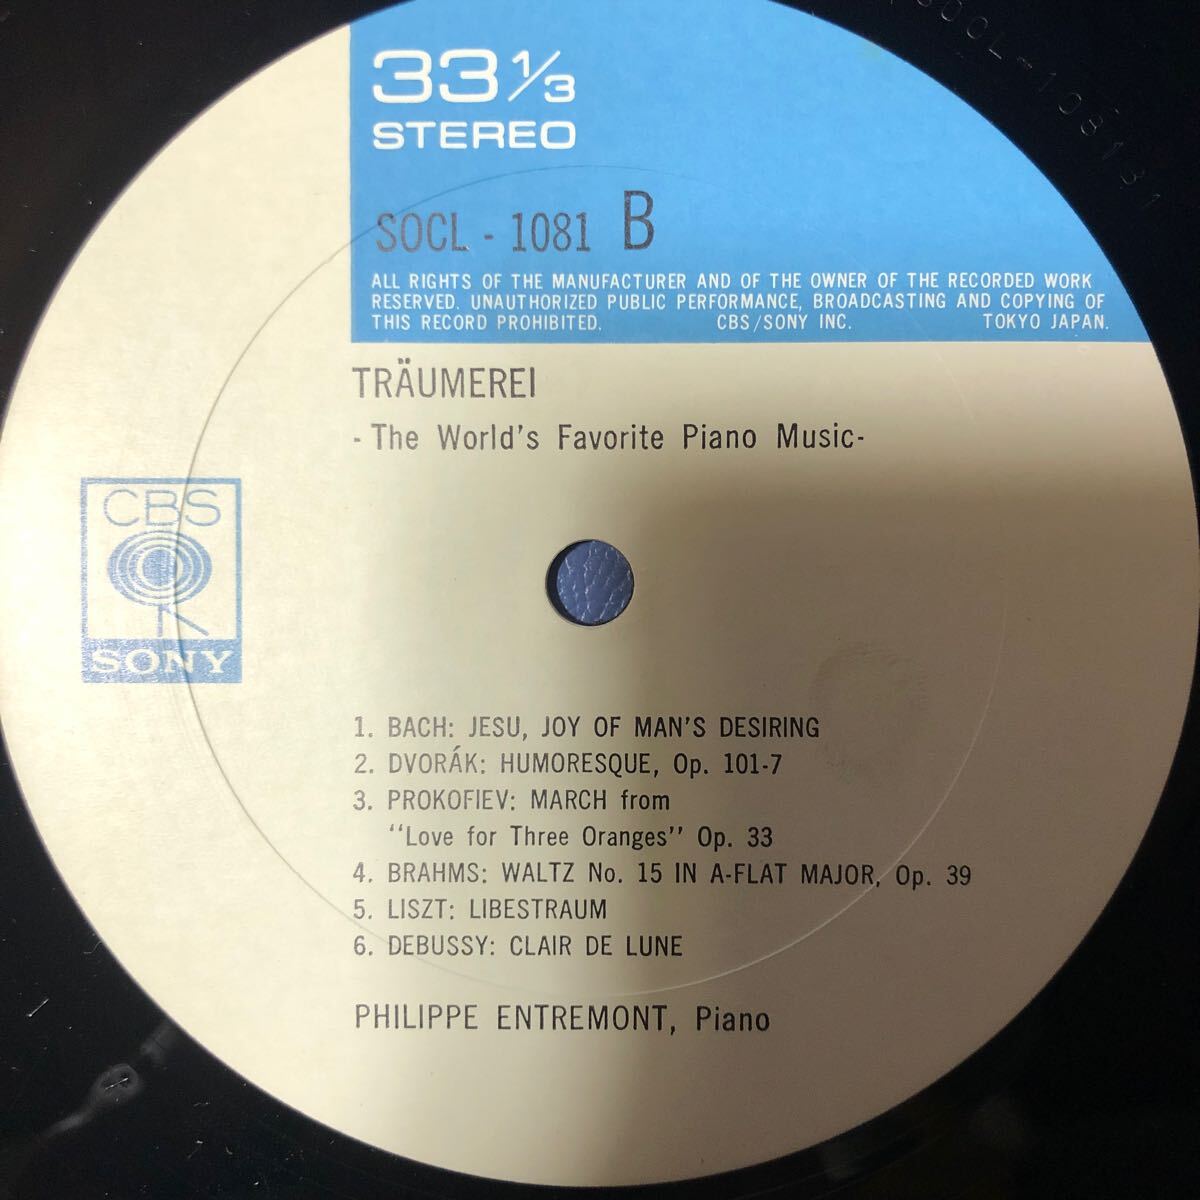 33 1/3
STEREO
SOCL - 1081 B
ALL RIGHTS OF THE MANUFACTURER AND OF THE OWNER OF THE RECORDED WORK
RESERVED. UNAUTHORIZED PUBLIC PERFORMANCE, BROADCASTING AND COPYING OF
THIS RECORD PROHIBITED. CBS/SONY INC. TOKYO JAPAN.
TRÄUMEREI
- The World's Favorite Piano Music-
CBS
SONY
1. BACH: JESU, JOY OF MAN'S DESIRING
2. DVORÁK: HUMORESQUE, Op. 101-7
3. PROKOFIEV: MARCH from
"Love for Three Oranges" Op. 33
4. BRAHMS: WALTZ No. 15 IN A-FLAT MAJOR, Op. 39
5. LISZT: LIBESTRAUM
6. DEBUSSY: CLAIR DE LUNE
PHILIPPE ENTREMONT, Piano